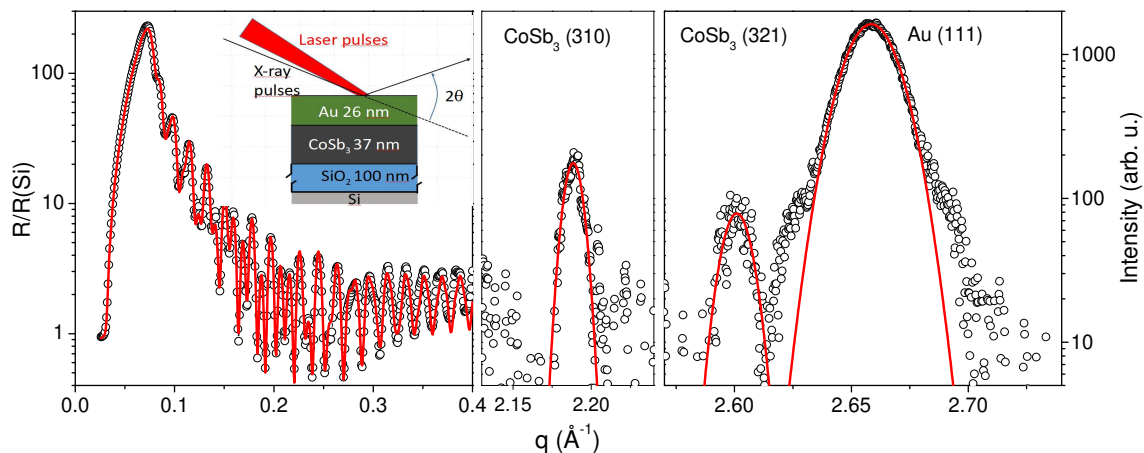 R/R(Si)
100
10
1
0.0
0.1
0.2
0.3
0.4
Laser pulses
X-ray
pulses
2θ
Au 26 nm
CoSb₃ 37 nm
SiO₂ 100 nm
Si
CoSb₃ (310)
2.15
2.20
CoSb₃ (321)
Au (111)
2.60
2.65
2.70
1000
100
10
Intensity (arb. u.)
q (Å⁻¹)